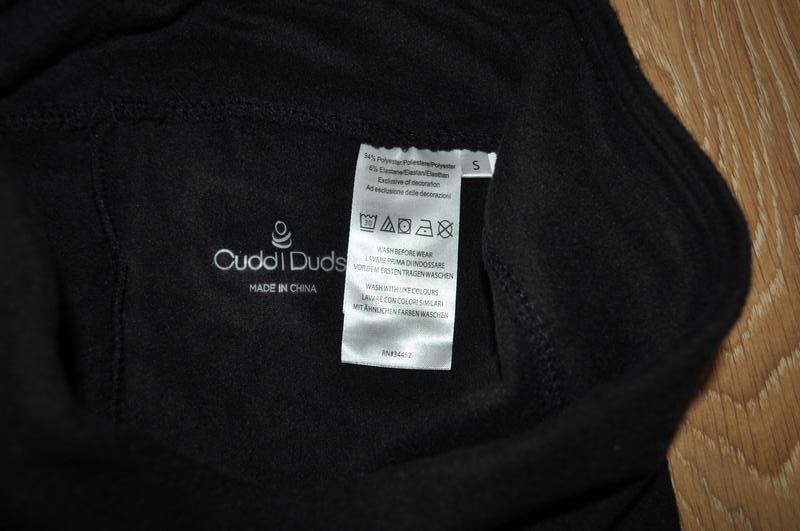 94% Polyester/Poliestere/Polyester
6% Elastane/Elastan/Elasthan
Exclusive of decoration
Ad esclusione delle decorazioni
S
30
WASH BEFORE WEAR
LAVARE PRIMA DI INDOSSARE
VOR DEM ERSTEN TRAGEN WASCHEN
WASH WITH LIKE COLOURS
LAVARE CON COLORI SIMILARI
MIT ÄHNLICHEN FARBEN WASCHEN
RN#34412
Cuddl Duds
MADE IN CHINA